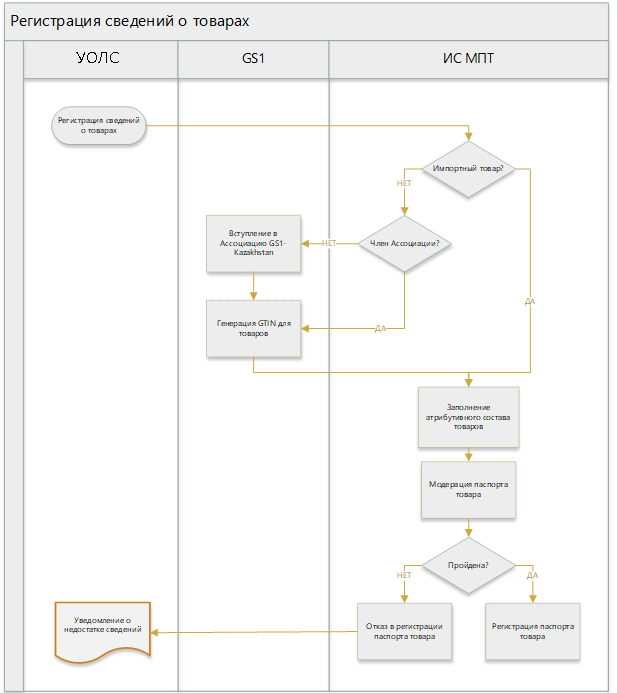 Регистрация сведений о товарах
УОЛС
GS1
ИС МПТ
Регистрация сведений
о товарах
Импортный товар?
НЕТ
Вступление в
Ассоциацию GS1-
Kazakhstan
НЕТ
Член Ассоциации?
ДА
Генерация GTIN для
товаров
ДА
Заполнение
атрибутивного состава
товаров
Модерация паспорта
товара
Пройдена?
НЕТ
ДА
Уведомление о
недостатке сведений
Отказ в регистрации
паспорта товара
Регистрация паспорта
товара